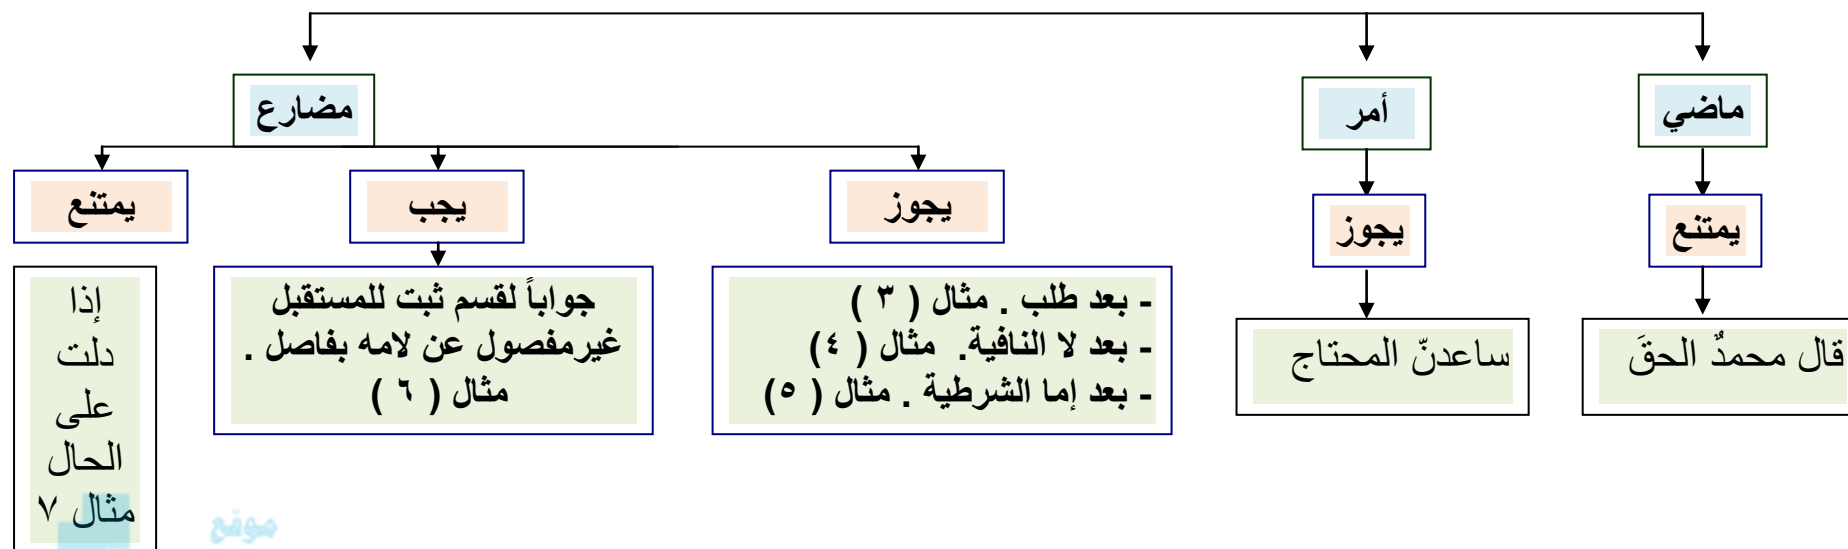 ماضي
أمر
مضارع
يمتنع
يجوز
يجوز
يجب
يمتنع
قال محمدٌ الحقَ
ساعدنّ المحتاج
- بعد طلب . مثال ( ٣ )
- بعد لا النافية. مثال ( ٤)
- بعد إما الشرطية . مثال ( ٥)
جواباً لقسم ثبت للمستقبل
غيرمفصول عن لامه بفاصل .
مثال ( ٦ )
إذا
دلت
على
الحال
مثال ٧
موقع